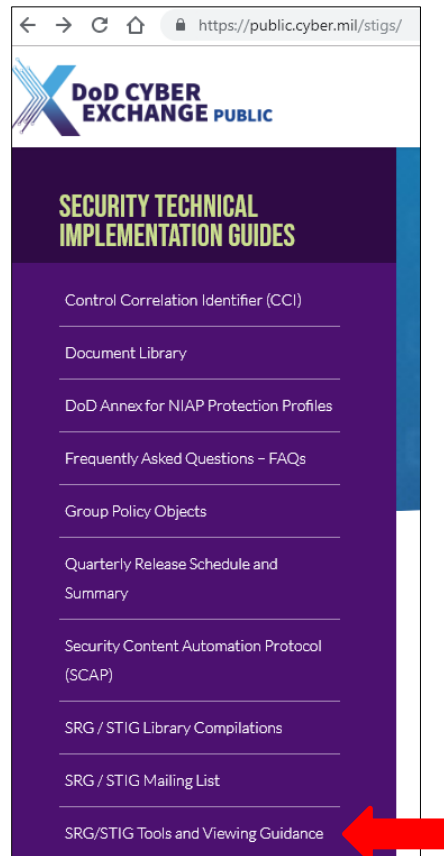 https://public.cyber.mil/stigs/
DoD CYBER
EXCHANGE PUBLIC
SECURITY TECHNICAL
IMPLEMENTATION GUIDES
Control Correlation Identifier (CCI)
Document Library
DoD Annex for NIAP Protection Profiles
Frequently Asked Questions – FAQs
Group Policy Objects
Quarterly Release Schedule and
Summary
Security Content Automation Protocol
(SCAP)
SRG / STIG Library Compilations
SRG / STIG Mailing List
SRG/STIG Tools and Viewing Guidance